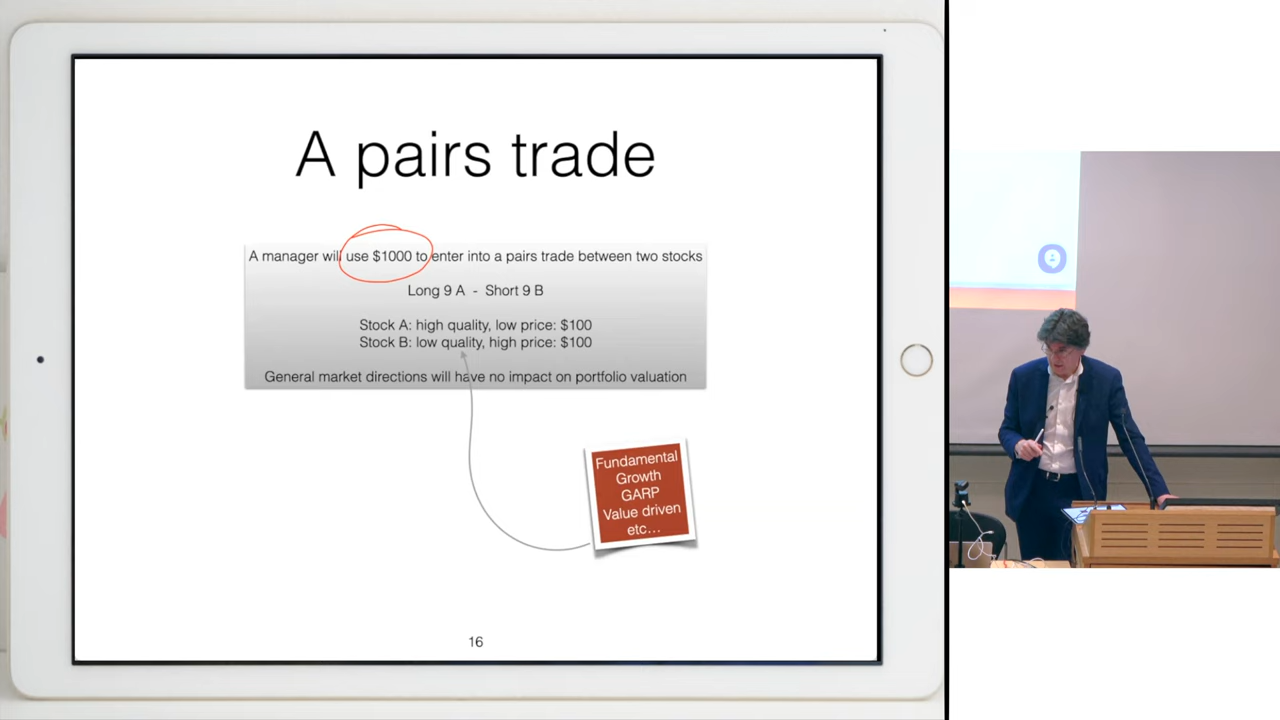 A pairs trade
A manager will use $1000 to enter into a pairs trade between two stocks
Long 9 A - Short 9 B
Stock A: high quality, low price: $100
Stock B: low quality, high price: $100
General market directions will have no impact on portfolio valuation
Fundamental
Growth
GARP
Value driven
etc...
16